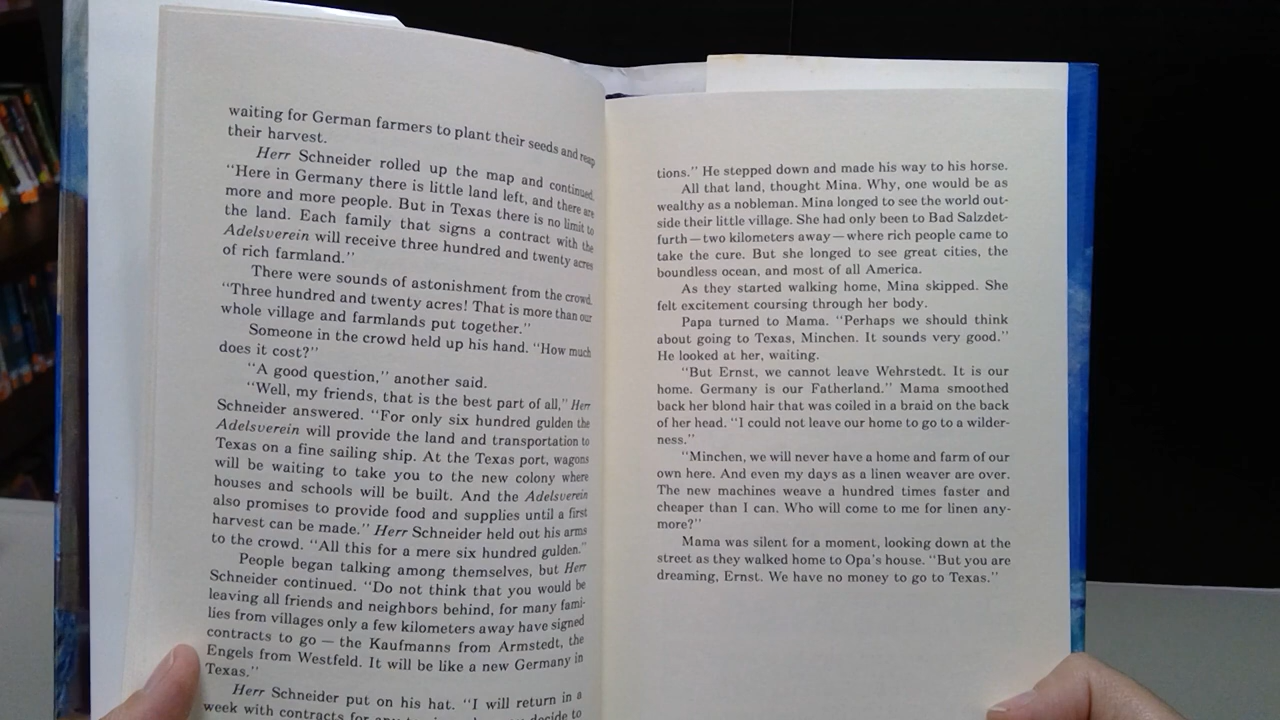 waiting for German farmers to plant their seeds and reap
their harvest.
Herr Schneider rolled up the map and continued.
“Here in Germany there is little land left, and there are
more and more people. But in Texas there is no limit to
the land. Each family that signs a contract with the
Adelsverein will receive three hundred and twenty acres
of rich farmland.”
There were sounds of astonishment from the crowd.
“Three hundred and twenty acres! That is more than our
whole village and farmlands put together.”
Someone in the crowd held up his hand. “How much
does it cost?”
“A good question,” another said.
“Well, my friends, that is the best part of all,” Herr
Schneider answered. “For only six hundred gulden the
Adelsverein will provide the land and transportation to
Texas on a fine sailing ship. At the Texas port, wagons
will be waiting to take you to the new colony where
houses and schools will be built. And the Adelsverein
also promises to provide food and supplies until a first
harvest can be made.” Herr Schneider held out his arms
to the crowd. “All this for a mere six hundred gulden.”
People began talking among themselves, but Herr
Schneider continued. “Do not think that you would be
leaving all friends and neighbors behind, for many fami-
lies from villages only a few kilometers away have signed
contracts to go — the Kaufmanns from Armstedt, the
Engels from Westfeld. It will be like a new Germany in
Texas.”
Herr Schneider put on his hat. “I will return in a
week with contracts for decide to
tions.” He stepped down and made his way to his horse.
All that land, thought Mina. Why, one would be as
wealthy as a nobleman. Mina longed to see the world out-
side their little village. She had only been to Bad Salzdet-
furth — two kilometers away — where rich people came to
take the cure. But she longed to see great cities, the
boundless ocean, and most of all America.
As they started walking home, Mina skipped. She
felt excitement coursing through her body.
Papa turned to Mama. “Perhaps we should think
about going to Texas, Minchen. It sounds very good.”
He looked at her, waiting.
“But Ernst, we cannot leave Wehrstedt. It is our
home. Germany is our Fatherland.” Mama smoothed
back her blond hair that was coiled in a braid on the back
of her head. “I could not leave our home to go to a wilder-
ness.”
“Minchen, we will never have a home and farm of our
own here. And even my days as a linen weaver are over.
The new machines weave a hundred times faster and
cheaper than I can. Who will come to me for linen any-
more?”
Mama was silent for a moment, looking down at the
street as they walked home to Opa’s house. “But you are
dreaming, Ernst. We have no money to go to Texas.”